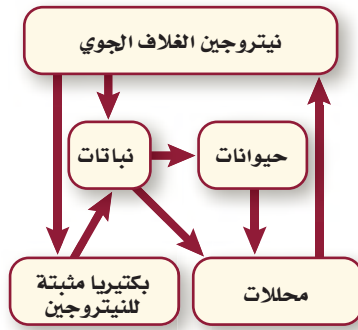 نيتروجين الغلاف الجوي
نباتات
حيوانات
بكتيريا مثبتة
للنيتروجين
محللات